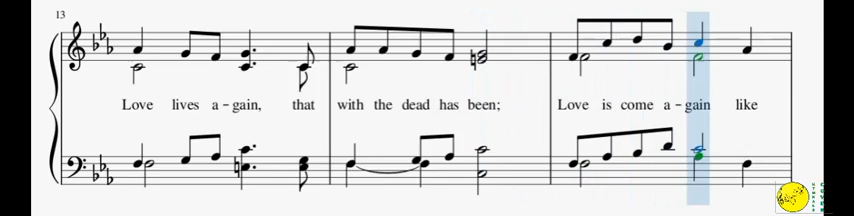 13
Love lives a-gain, that with the dead has been; Love is come a-gain like